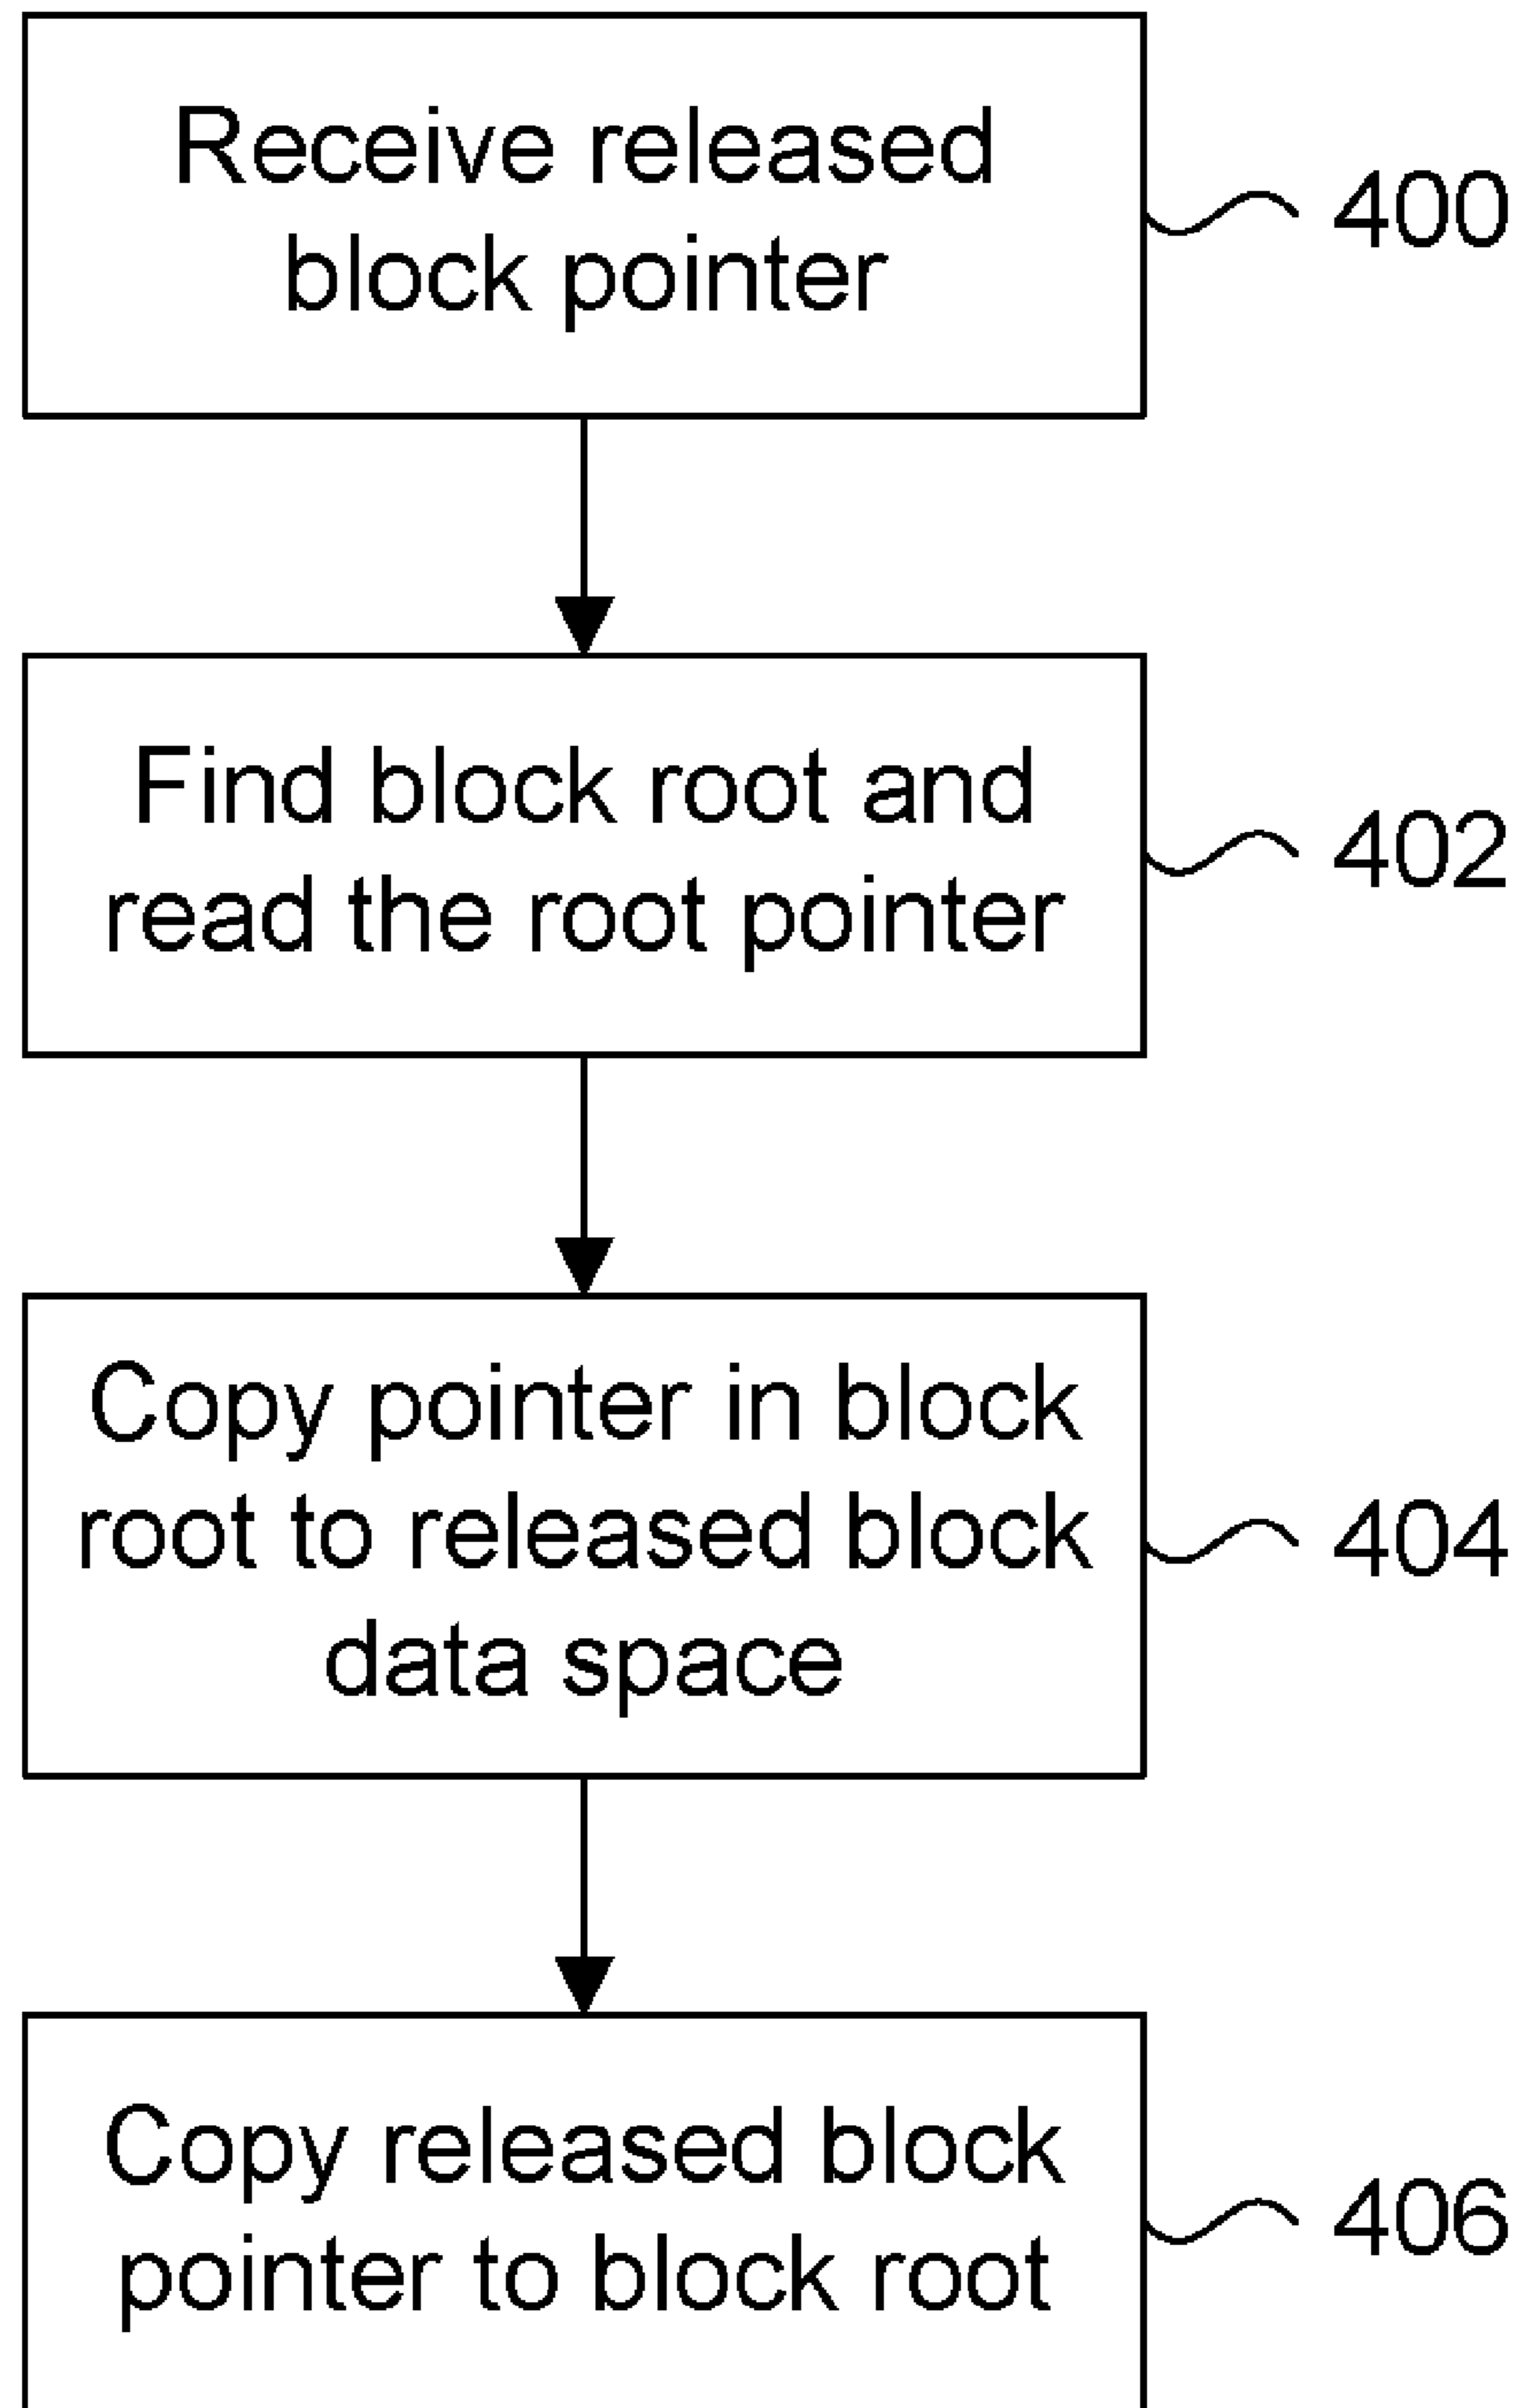 Receive released
block pointer
400
Find block root and
read the root pointer
402
Copy pointer in block
root to released block
data space
404
Copy released block
pointer to block root
406